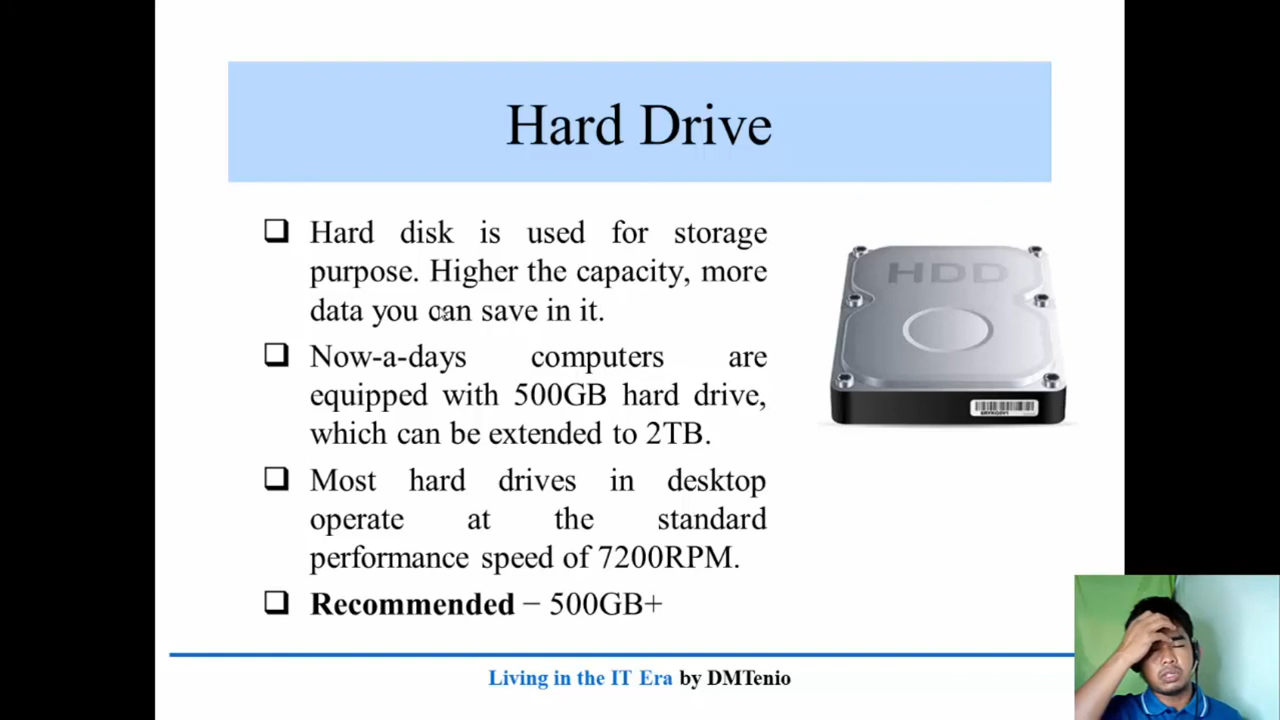 Hard Drive
Hard disk is used for storage
purpose. Higher the capacity, more
data you can save in it.
Now-a-days computers are
equipped with 500GB hard drive,
which can be extended to 2TB.
Most hard drives in desktop
operate at the standard
performance speed of 7200RPM.
Recommended − 500GB+
HDD
Living in the IT Era by DMTenio